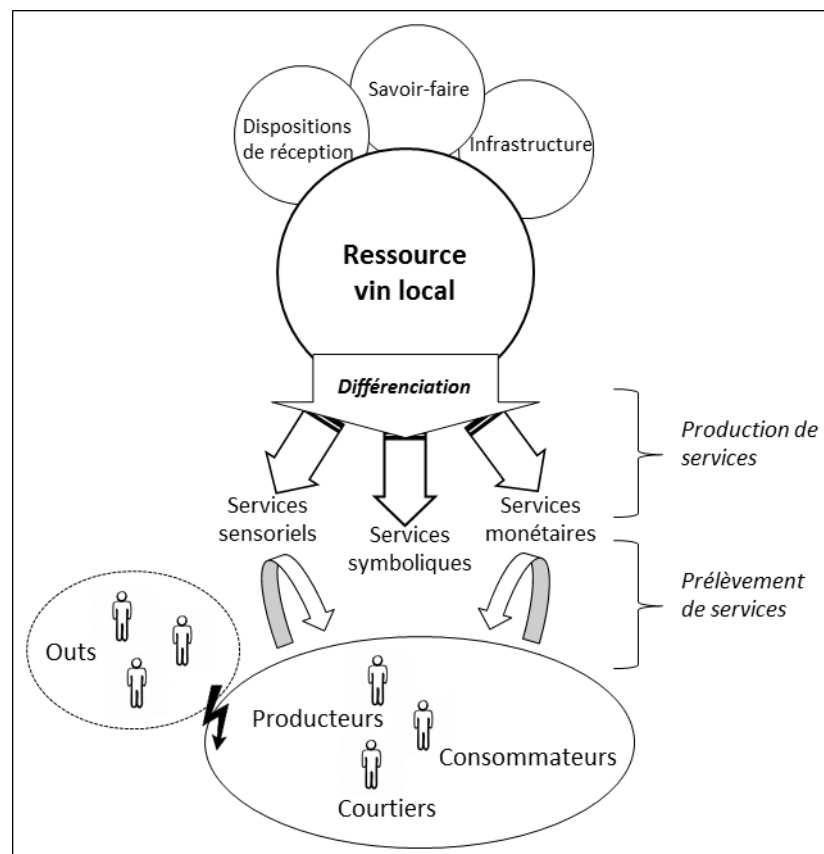 Savoir-faire
Dispositions
de réception
Infrastructure
Ressource
vin local
Différenciation
Production de
services
Services
sensoriels
Services
symboliques
Services
monétaires
Prélèvement
de services
Outs
Producteurs
Consommateurs
Courtiers